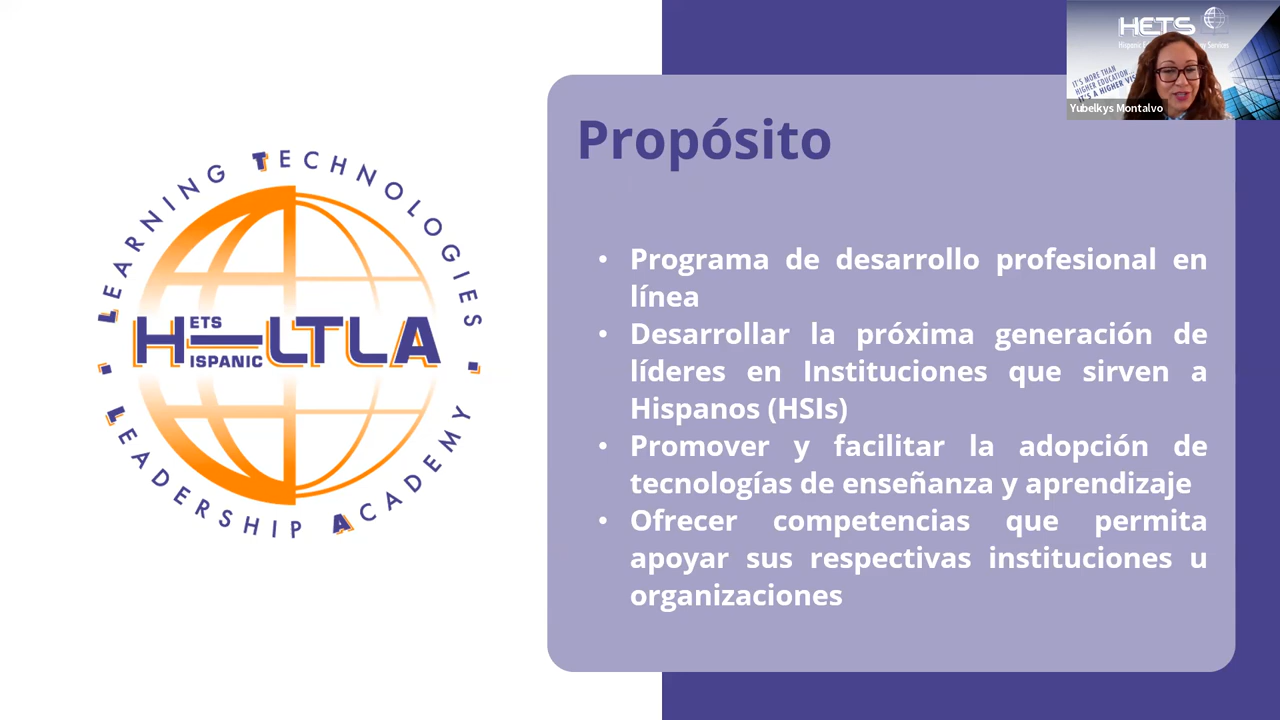 LEARNING TECHNOLOGIES
HETS HISPANIC LTLA
LEADERSHIP ACADEMY
Propósito
• Programa de desarrollo profesional en
línea
• Desarrollar la próxima generación de
líderes en Instituciones que sirven a
Hispanos (HSIs)
• Promover y facilitar la adopción de
tecnologías de enseñanza y aprendizaje
• Ofrecer competencias que permita
apoyar sus respectivas instituciones u
organizaciones
HETS
IT'S MORE THAN
HIGHER EDUCATION...
IT'S A HIGHER
Yubelkys Montalvo